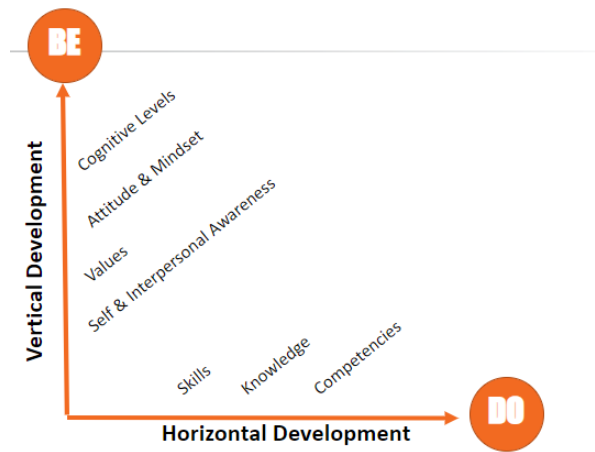 BE
Cognitive Levels
Attitude & Mindset
Values
Self & Interpersonal Awareness
Vertical Development
Skills
Knowledge
Competencies
DO
Horizontal Development